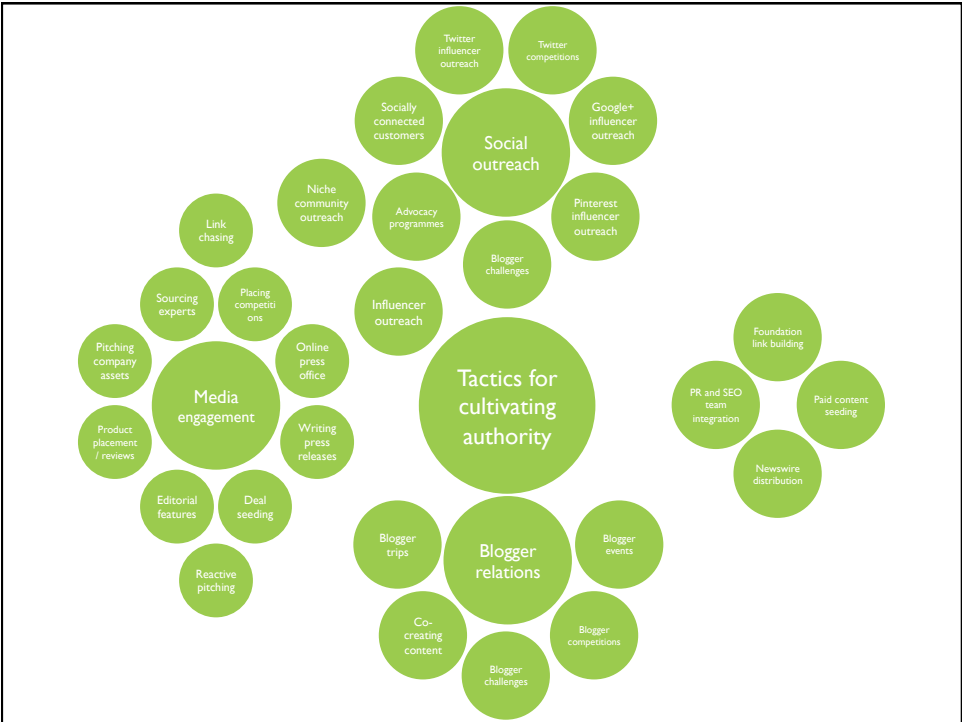 Twitter
influencer
outreach
Twitter
competitions
Socially
connected
customers
Social
outreach
Google+
influencer
outreach
Niche
community
outreach
Advocacy
programmes
Pinterest
influencer
outreach
Blogger
challenges
Influencer
outreach
Link
chasing
Sourcing
experts
Placing
competiti
ons
Pitching
company
assets
Online
press
office
Media
engagement
Product
placement
/ reviews
Writing
press
releases
Editorial
features
Deal
seeding
Reactive
pitching
Tactics for
cultivating
authority
Foundation
link building
PR and SEO
team
integration
Paid content
seeding
Newswire
distribution
Blogger
trips
Blogger
relations
Blogger
events
Co-
creating
content
Blogger
competitions
Blogger
challenges